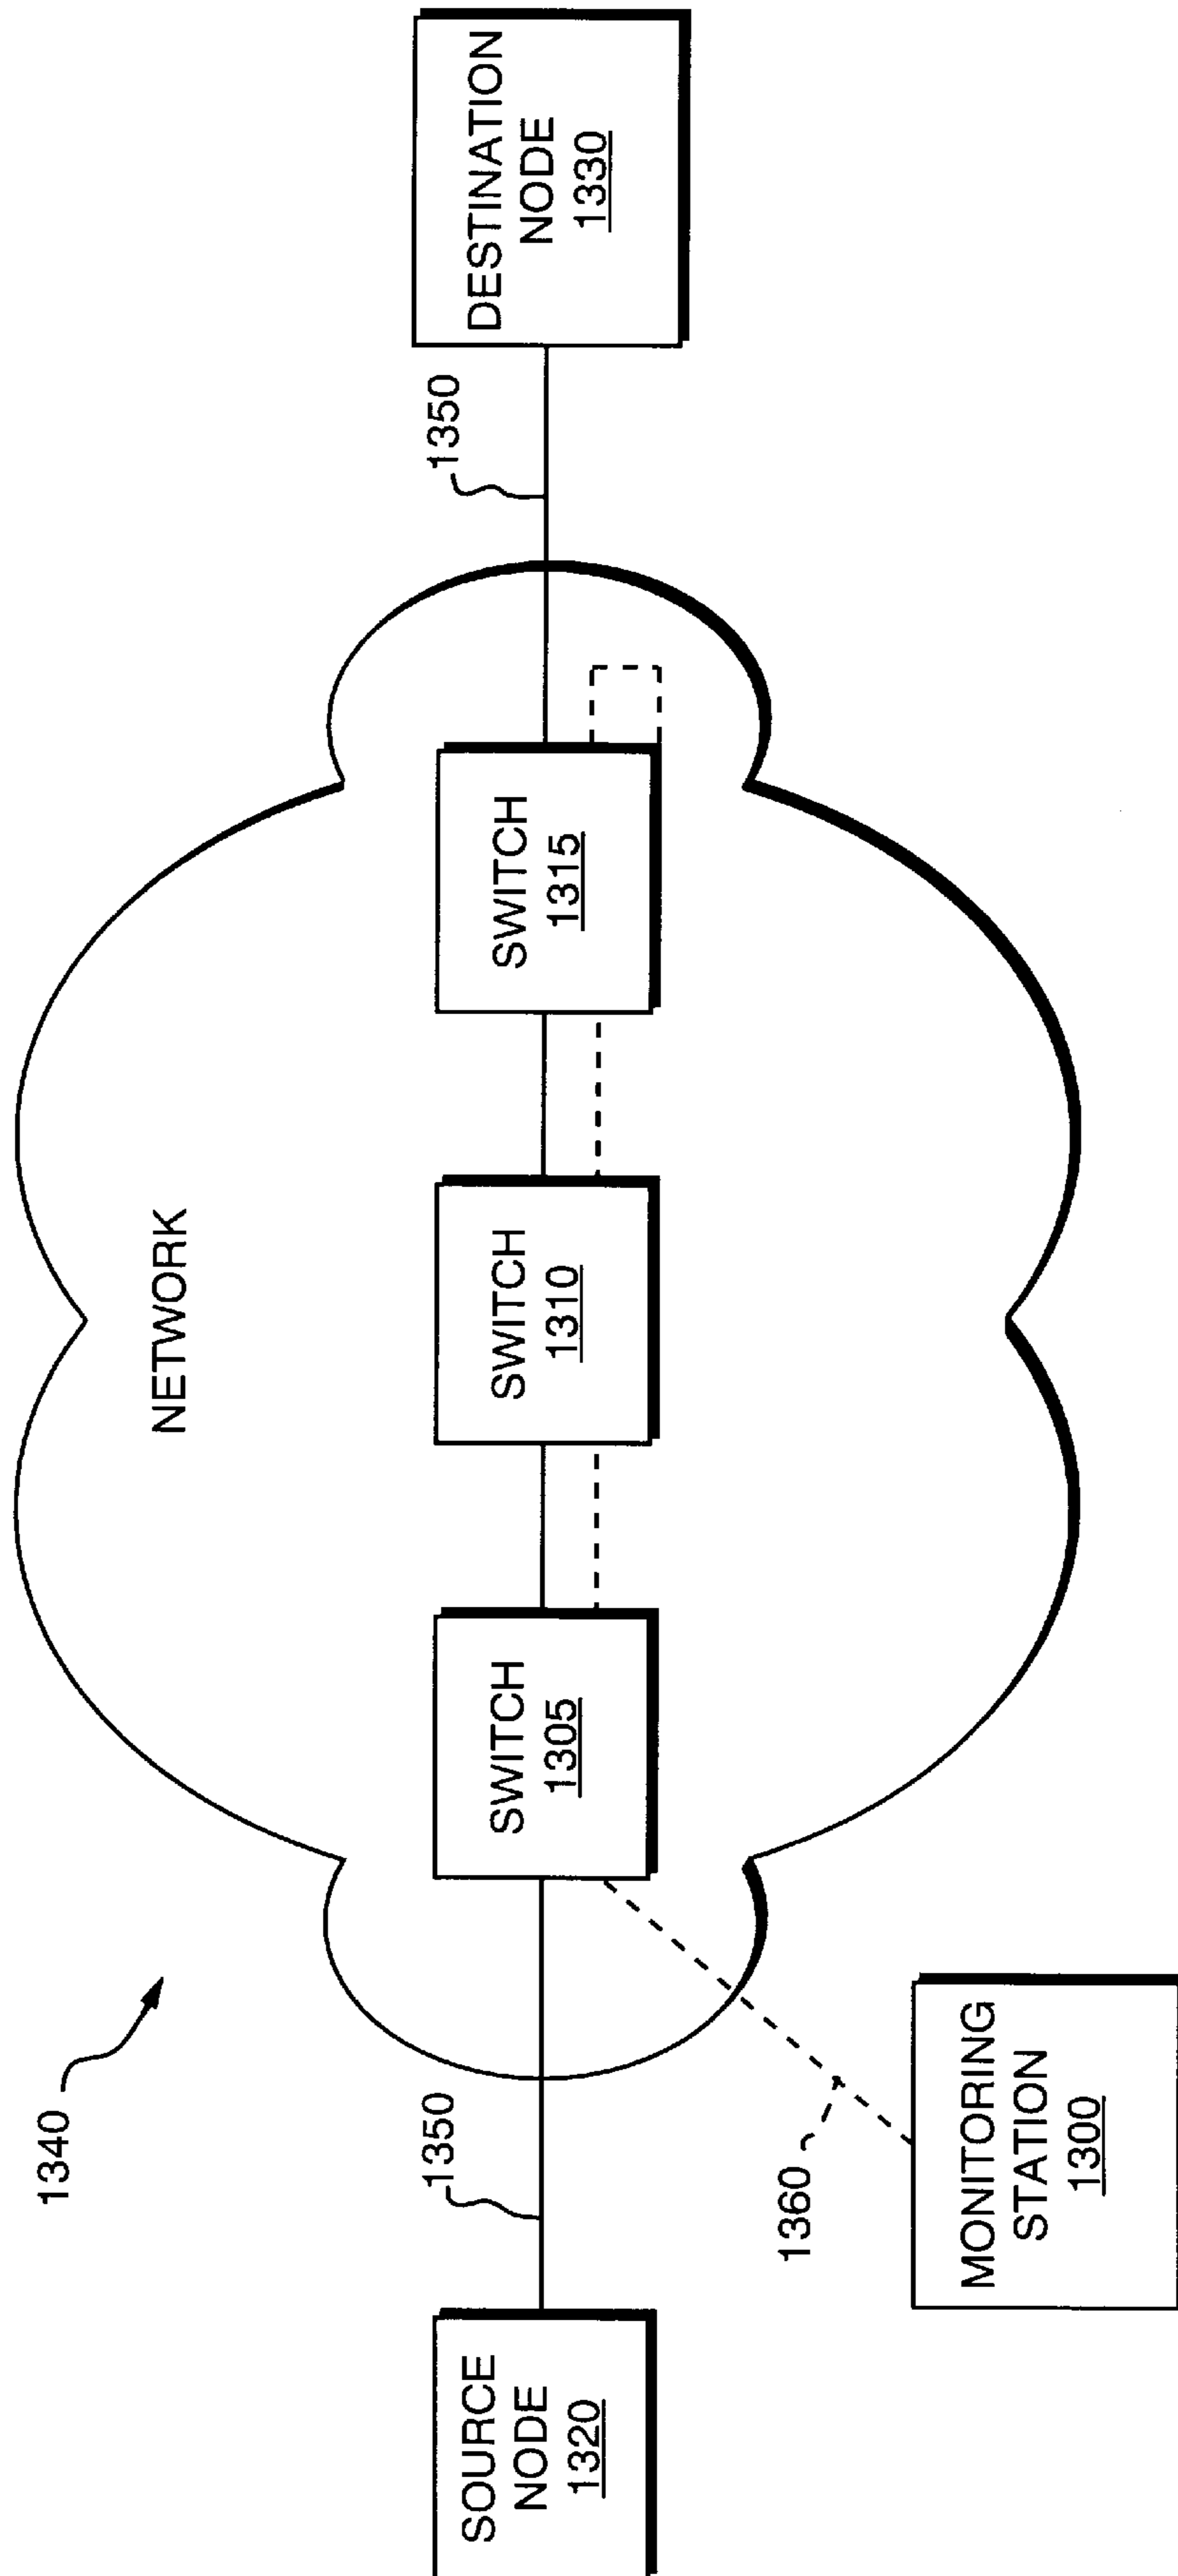 1340
NETWORK
SOURCE
NODE
1320
1350
SWITCH
1305
SWITCH
1310
SWITCH
1315
1350
DESTINATION
NODE
1330
1360
MONITORING
STATION
1300